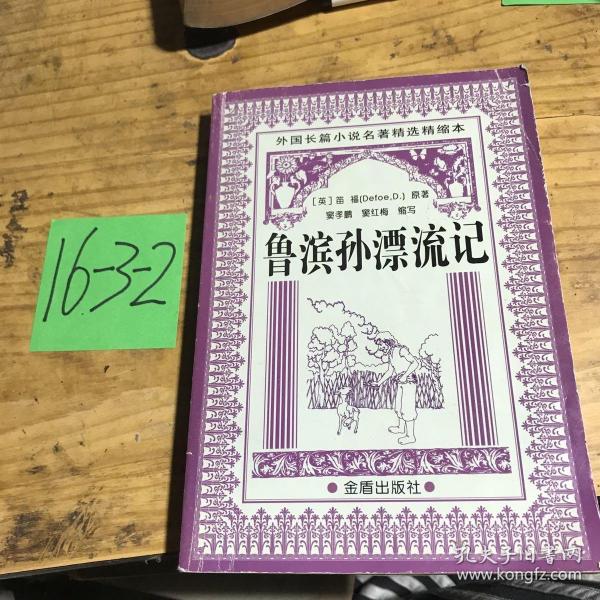 外国长篇小说名著精选精缩本
[英]笛 福(Defoe,D.) 原著
窦孝鹏 窦红梅 缩写
鲁滨孙漂流记
金盾出版社
16-3-2
孔夫子旧书网
www.kongfz.com